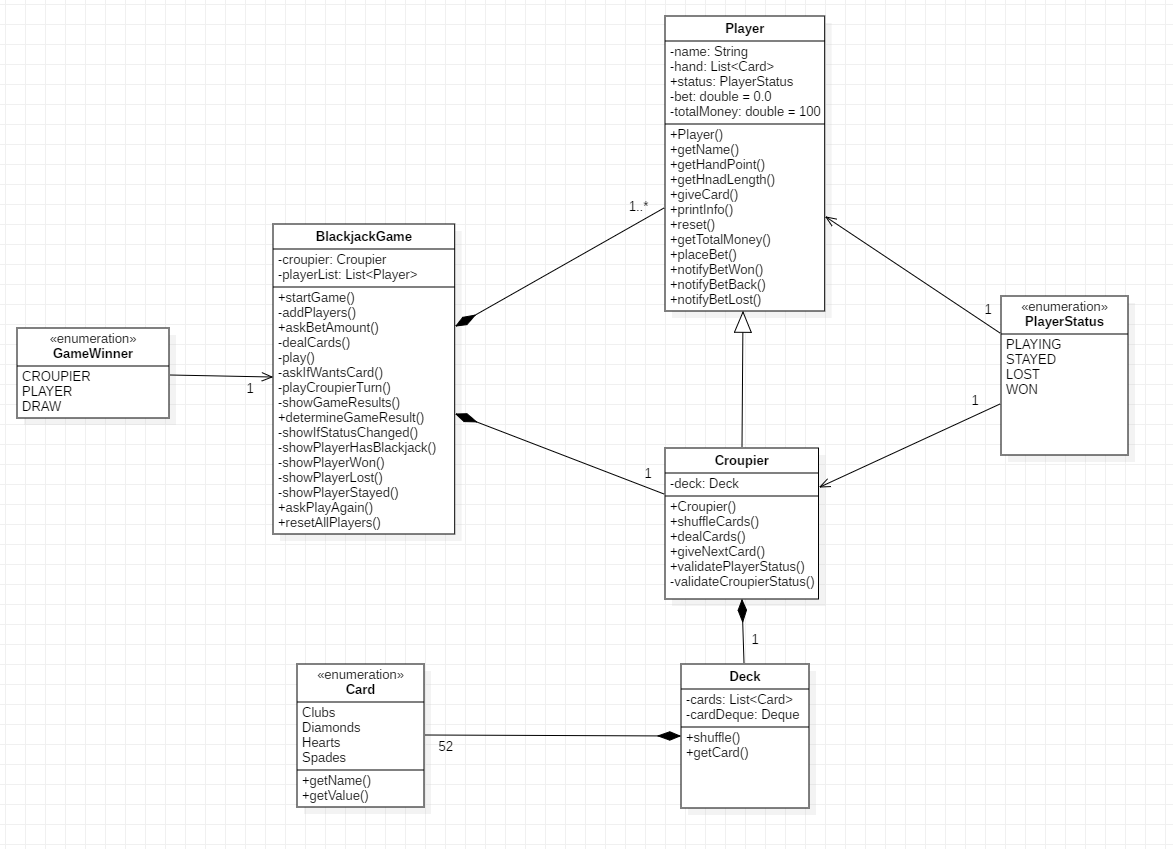 Player
-name: String
-hand: List<Card>
+status: PlayerStatus
-bet: double = 0.0
-totalMoney: double = 100
+Player()
+getName()
+getHandPoint()
+getHnadLength()
+giveCard()
+printInfo()
+reset()
+getTotalMoney()
+placeBet()
+notifyBetWon()
+notifyBetBack()
+notifyBetLost()
1..*
BlackjackGame
-croupier: Croupier
-playerList: List<Player>
+startGame()
-addPlayers()
+askBetAmount()
-dealCards()
-play()
-askIfWantsCard()
-playCroupierTurn()
-showGameResults()
+determineGameResult()
-showIfStatusChanged()
-showPlayerHasBlackjack()
-showPlayerWon()
-showPlayerLost()
-showPlayerStayed()
+askPlayAgain()
+resetAllPlayers()
«enumeration»
GameWinner
CROUPIER
PLAYER
DRAW
1
1
«enumeration»
PlayerStatus
PLAYING
STAYED
LOST
WON
1
1
Croupier
-deck: Deck
+Croupier()
+shuffleCards()
+dealCards()
+giveNextCard()
+validatePlayerStatus()
-validateCroupierStatus()
1
«enumeration»
Card
Clubs
Diamonds
Hearts
Spades
+getName()
+getValue()
52
Deck
-cards: List<Card>
-cardDeque: Deque
+shuffle()
+getCard()